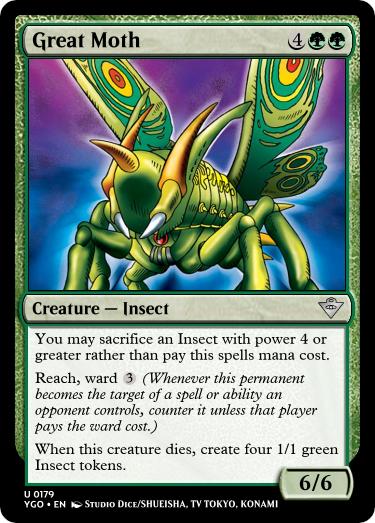 Great Moth 4
Creature — Insect
You may sacrifice an Insect with power 4 or
greater rather than pay this spells mana cost.
Reach, ward 3 (Whenever this permanent
becomes the target of a spell or ability an
opponent controls, counter it unless that player
pays the ward cost.)
When this creature dies, create four 1/1 green
Insect tokens.
6/6
U 0179
YGO • EN Studio Dice/SHUEISHA, TV TOKYO, KONAMI